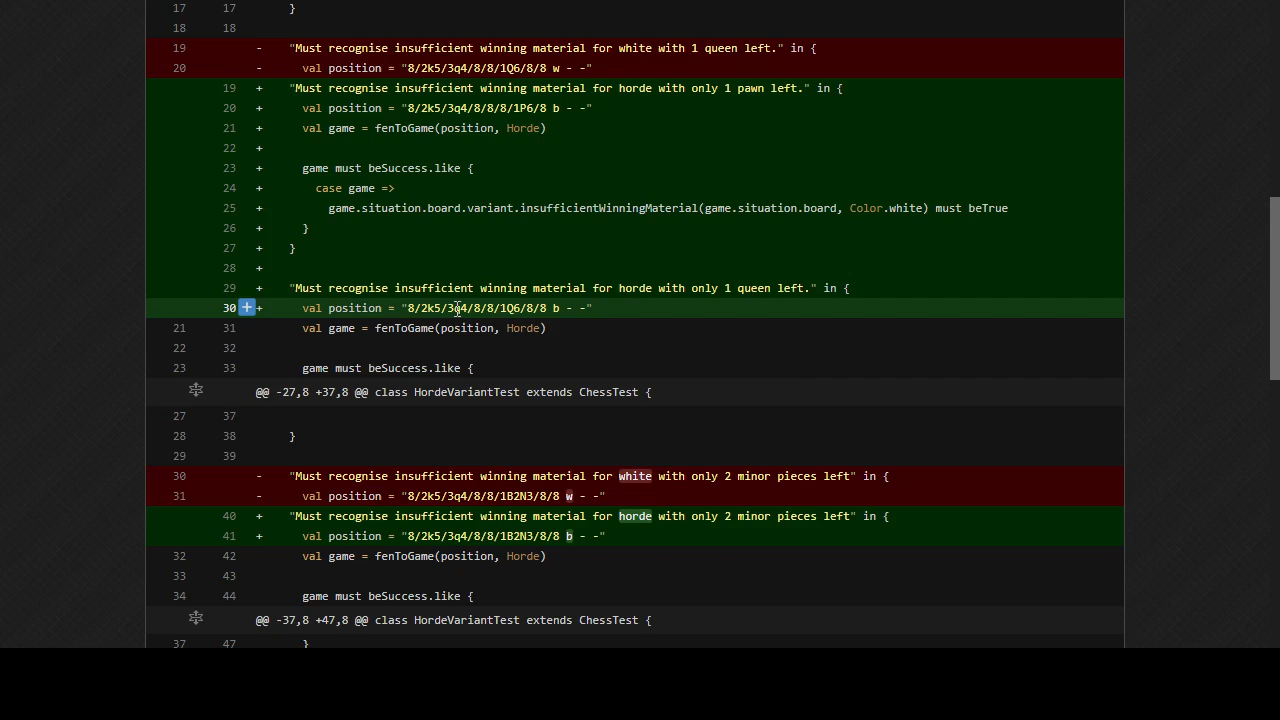 17 17 }
18 18
19 - "Must recognise insufficient winning material for white with 1 queen left." in {
20 - val position = "8/2k5/3q4/8/8/1Q6/8/8 w - -"
19 + "Must recognise insufficient winning material for horde with only 1 pawn left." in {
20 + val position = "8/2k5/3q4/8/8/8/1P6/8 b - -"
21 + val game = fenToGame(position, Horde)
22 +
23 + game must beSuccess.like {
24 + case game =>
25 + game.situation.board.variant.insufficientWinningMaterial(game.situation.board, Color.white) must beTrue
26 + }
27 + }
28 +
29 + "Must recognise insufficient winning material for horde with only 1 queen left." in {
30 + + val position = "8/2k5/3q4/8/8/1Q6/8/8 b - -"
21 31 val game = fenToGame(position, Horde)
22 32
23 33 game must beSuccess.like {
@@ -27,8 +37,8 @@ class HordeVariantTest extends ChessTest {
27 37
28 38 }
29 39
30 - "Must recognise insufficient winning material for white with only 2 minor pieces left" in {
31 - val position = "8/2k5/3q4/8/8/1B2N3/8/8 w - -"
40 + "Must recognise insufficient winning material for horde with only 2 minor pieces left" in {
41 + val position = "8/2k5/3q4/8/8/1B2N3/8/8 b - -"
32 42 val game = fenToGame(position, Horde)
33 43
34 44 game must beSuccess.like {
@@ -37,8 +47,8 @@ class HordeVariantTest extends ChessTest {
37 47 }